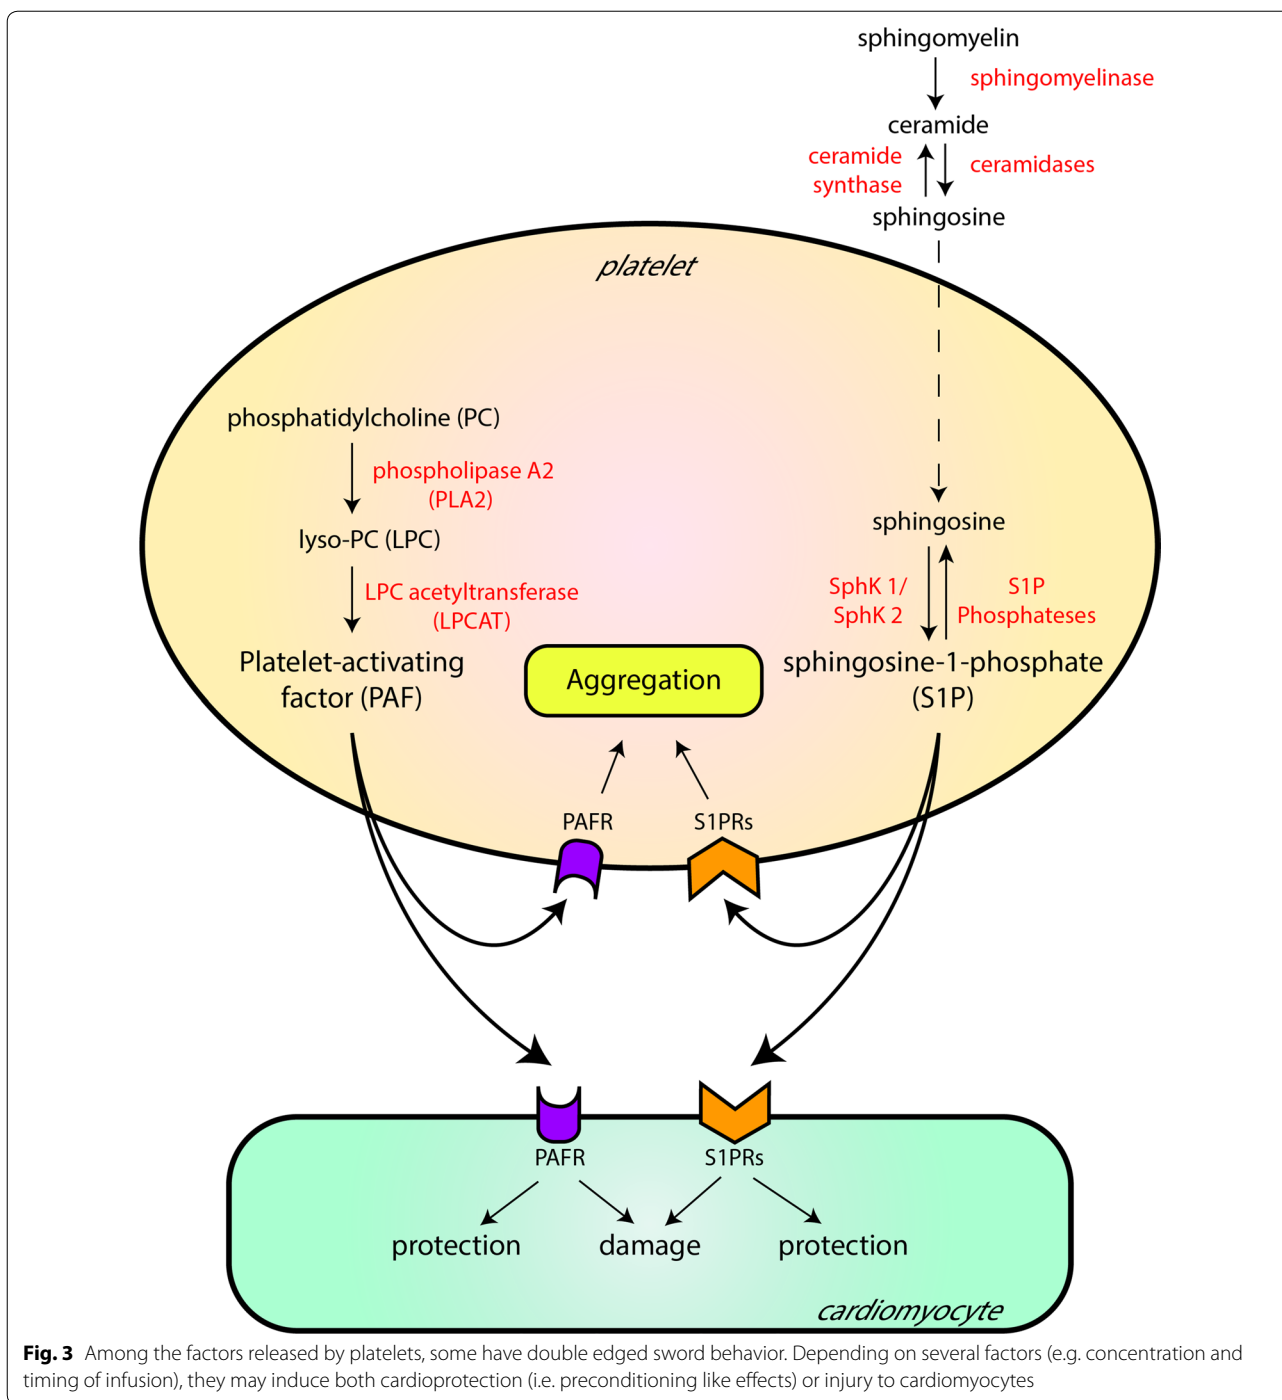 sphingomyelin
sphingomyelinase
ceramide
ceramide
synthase
ceramidases
sphingosine
platelet
phosphatidylcholine (PC)
phospholipase A2
(PLA2)
lyso-PC (LPC)
LPC acetyltransferase
(LPCAT)
Platelet-activating
factor (PAF)
sphingosine
SphK 1/
SphK 2
S1P
Phosphateses
sphingosine-1-phosphate
(S1P)
Aggregation
PAFR
S1PRs
PAFR
S1PRs
protection
damage
protection
cardiomyocyte
Fig. 3 Among the factors released by platelets, some have double edged sword behavior. Depending on several factors (e.g. concentration and
timing of infusion), they may induce both cardioprotection (i.e. preconditioning like effects) or injury to cardiomyocytes